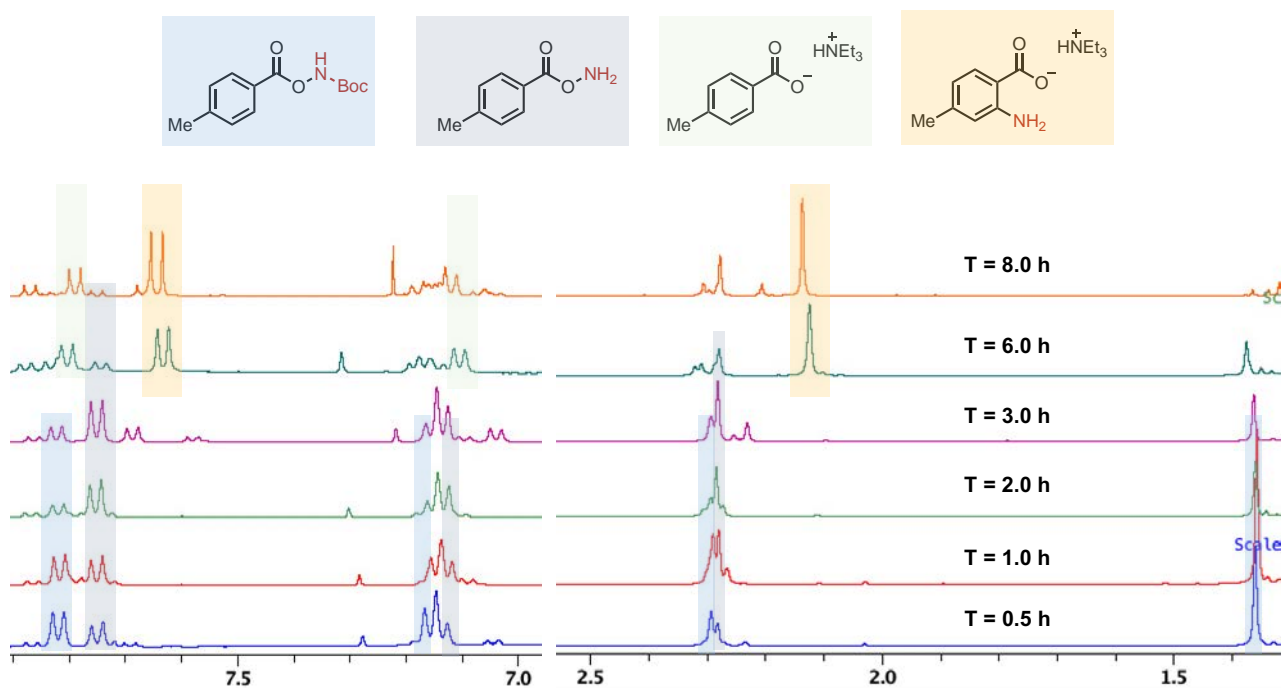 O
H
N
O
Boc
Me
O
O
NH2
Me
O
O−
+
HNEt3
Me
O
O−
NH2
+
HNEt3
Me
T = 8.0 h
T = 6.0 h
T = 3.0 h
T = 2.0 h
T = 1.0 h
Scale
T = 0.5 h
7.5 7.0 2.5 2.0 1.5